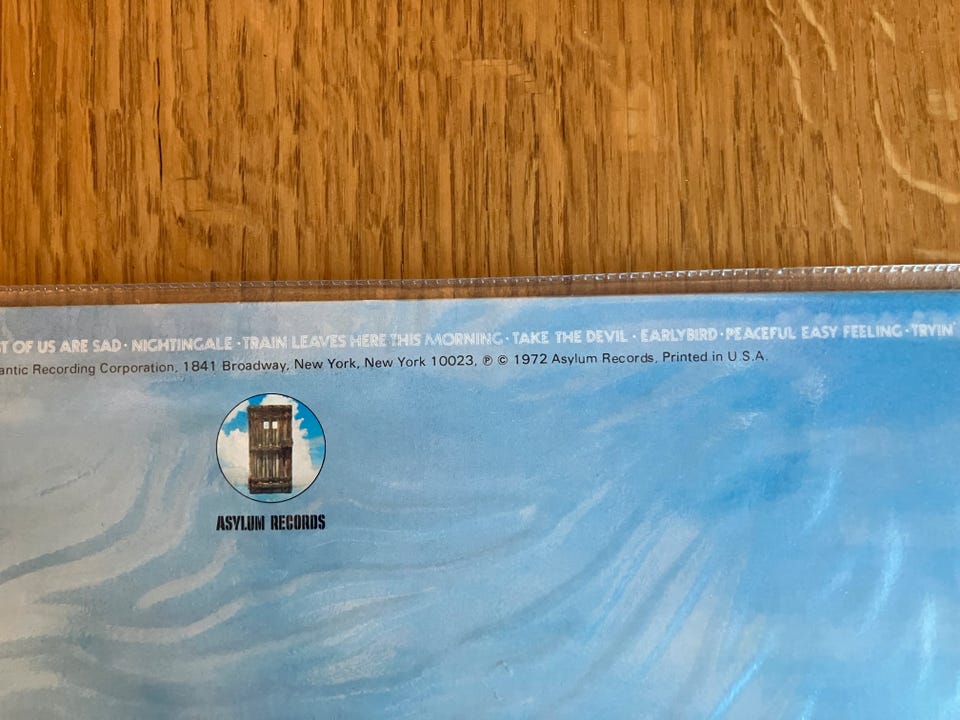 ST OF US ARE SAD · NIGHTINGALE · TRAIN LEAVES HERE THIS MORNING · TAKE THE DEVIL · EARLYBIRD · PEACEFUL EASY FEELING · TRYIN'
antic Recording Corporation, 1841 Broadway, New York, New York 10023, ℗ © 1972 Asylum Records, Printed in U.S.A.
ASYLUM RECORDS